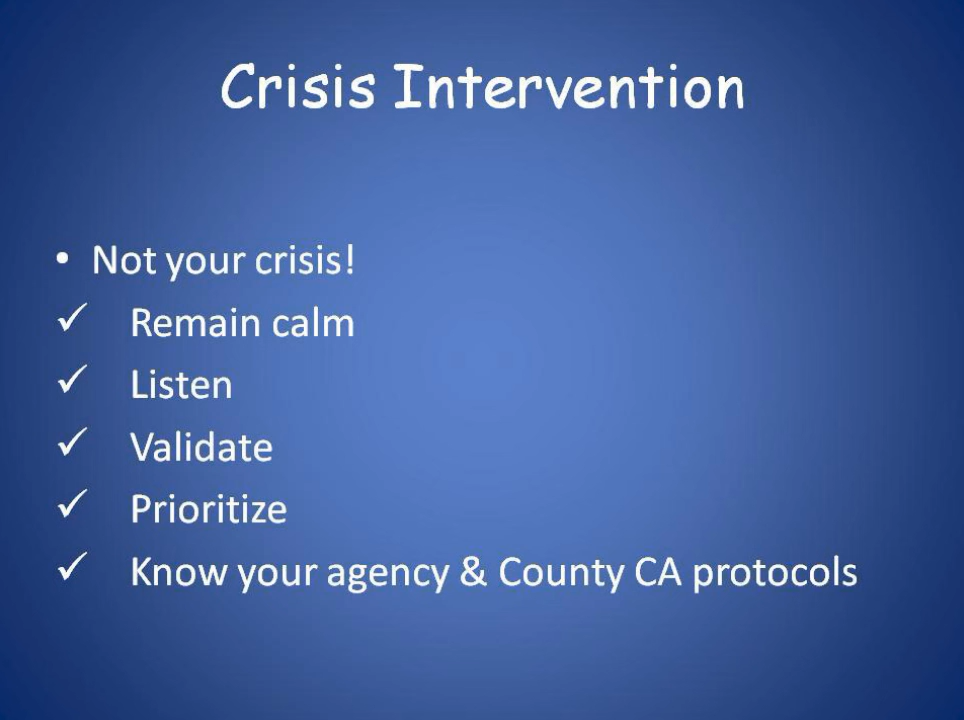 Crisis Intervention
• Not your crisis!
✓ Remain calm
✓ Listen
✓ Validate
✓ Prioritize
✓ Know your agency & County CA protocols